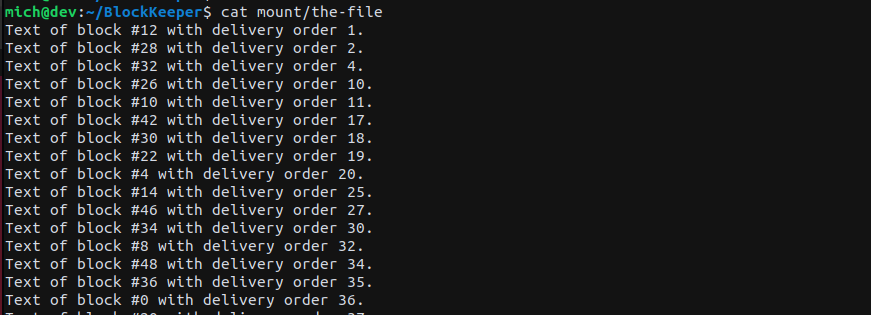 mich@dev:~/BlockKeeper$ cat mount/the-file
Text of block #12 with delivery order 1.
Text of block #28 with delivery order 2.
Text of block #32 with delivery order 4.
Text of block #26 with delivery order 10.
Text of block #10 with delivery order 11.
Text of block #42 with delivery order 17.
Text of block #30 with delivery order 18.
Text of block #22 with delivery order 19.
Text of block #4 with delivery order 20.
Text of block #14 with delivery order 25.
Text of block #46 with delivery order 27.
Text of block #34 with delivery order 30.
Text of block #8 with delivery order 32.
Text of block #48 with delivery order 34.
Text of block #36 with delivery order 35.
Text of block #0 with delivery order 36.